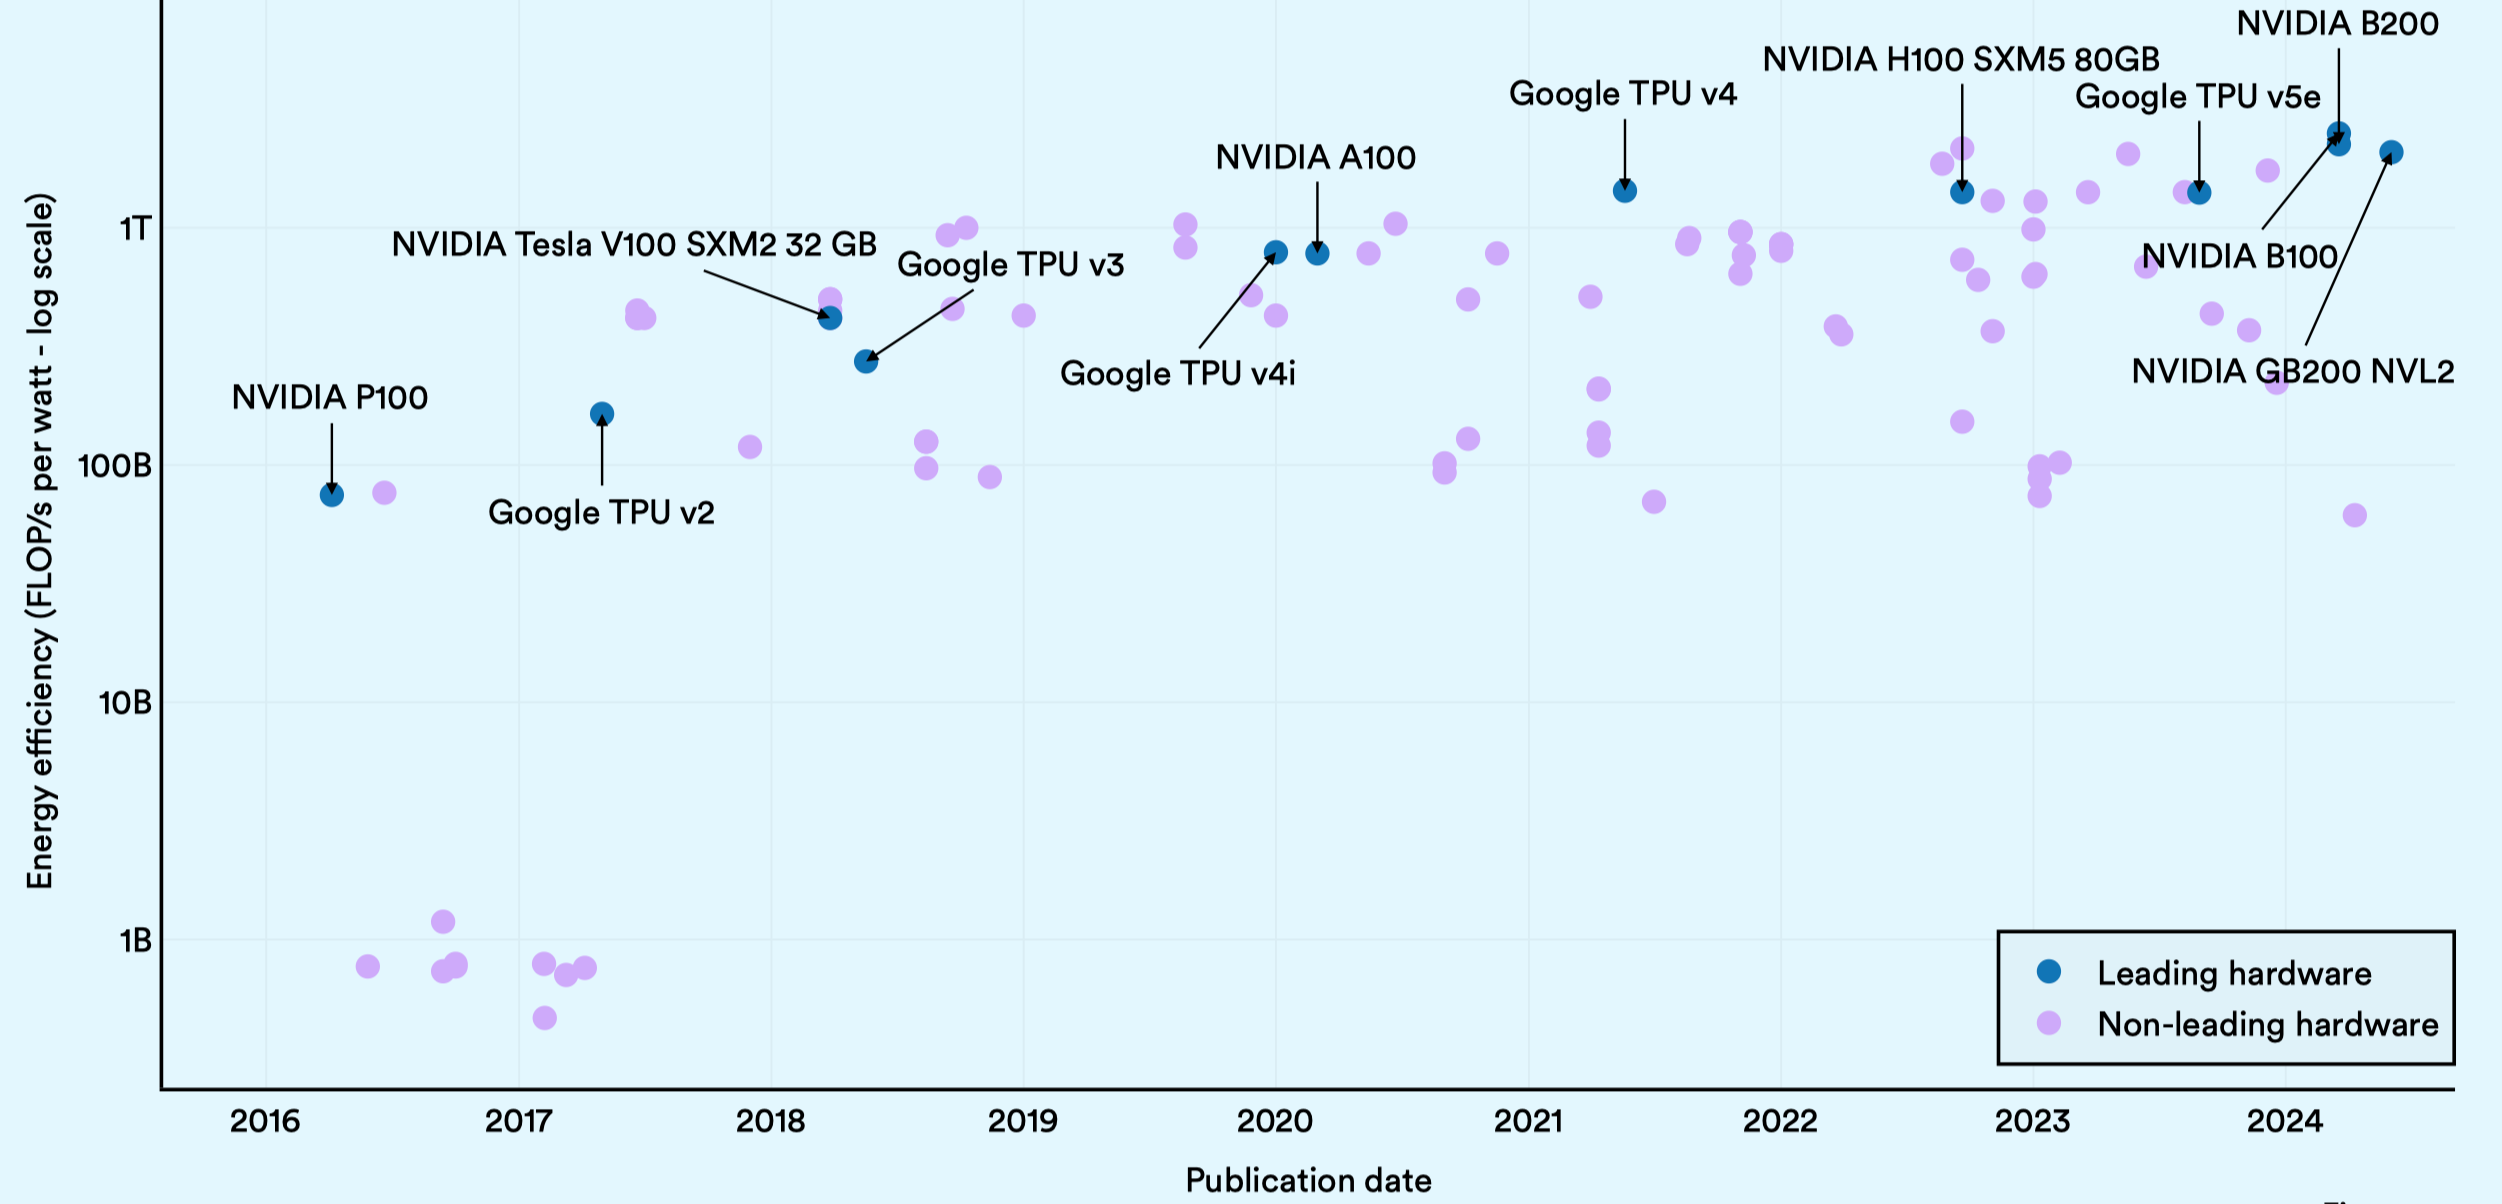 NVIDIA B200
NVIDIA H100 SXM5 80GB
Google TPU v4
Google TPU v5e
NVIDIA A100
1T
NVIDIA Tesla V100 SXM2 32 GB
Google TPU v3
NVIDIA B100
Google TPU v4i
NVIDIA GB200 NVL2
NVIDIA P100
100B
Google TPU v2
Energy efficiency (FLOP/s per watt - log scale)
10B
1B
Leading hardware
Non-leading hardware
2016 2017 2018 2019 2020 2021 2022 2023 2024
Publication date